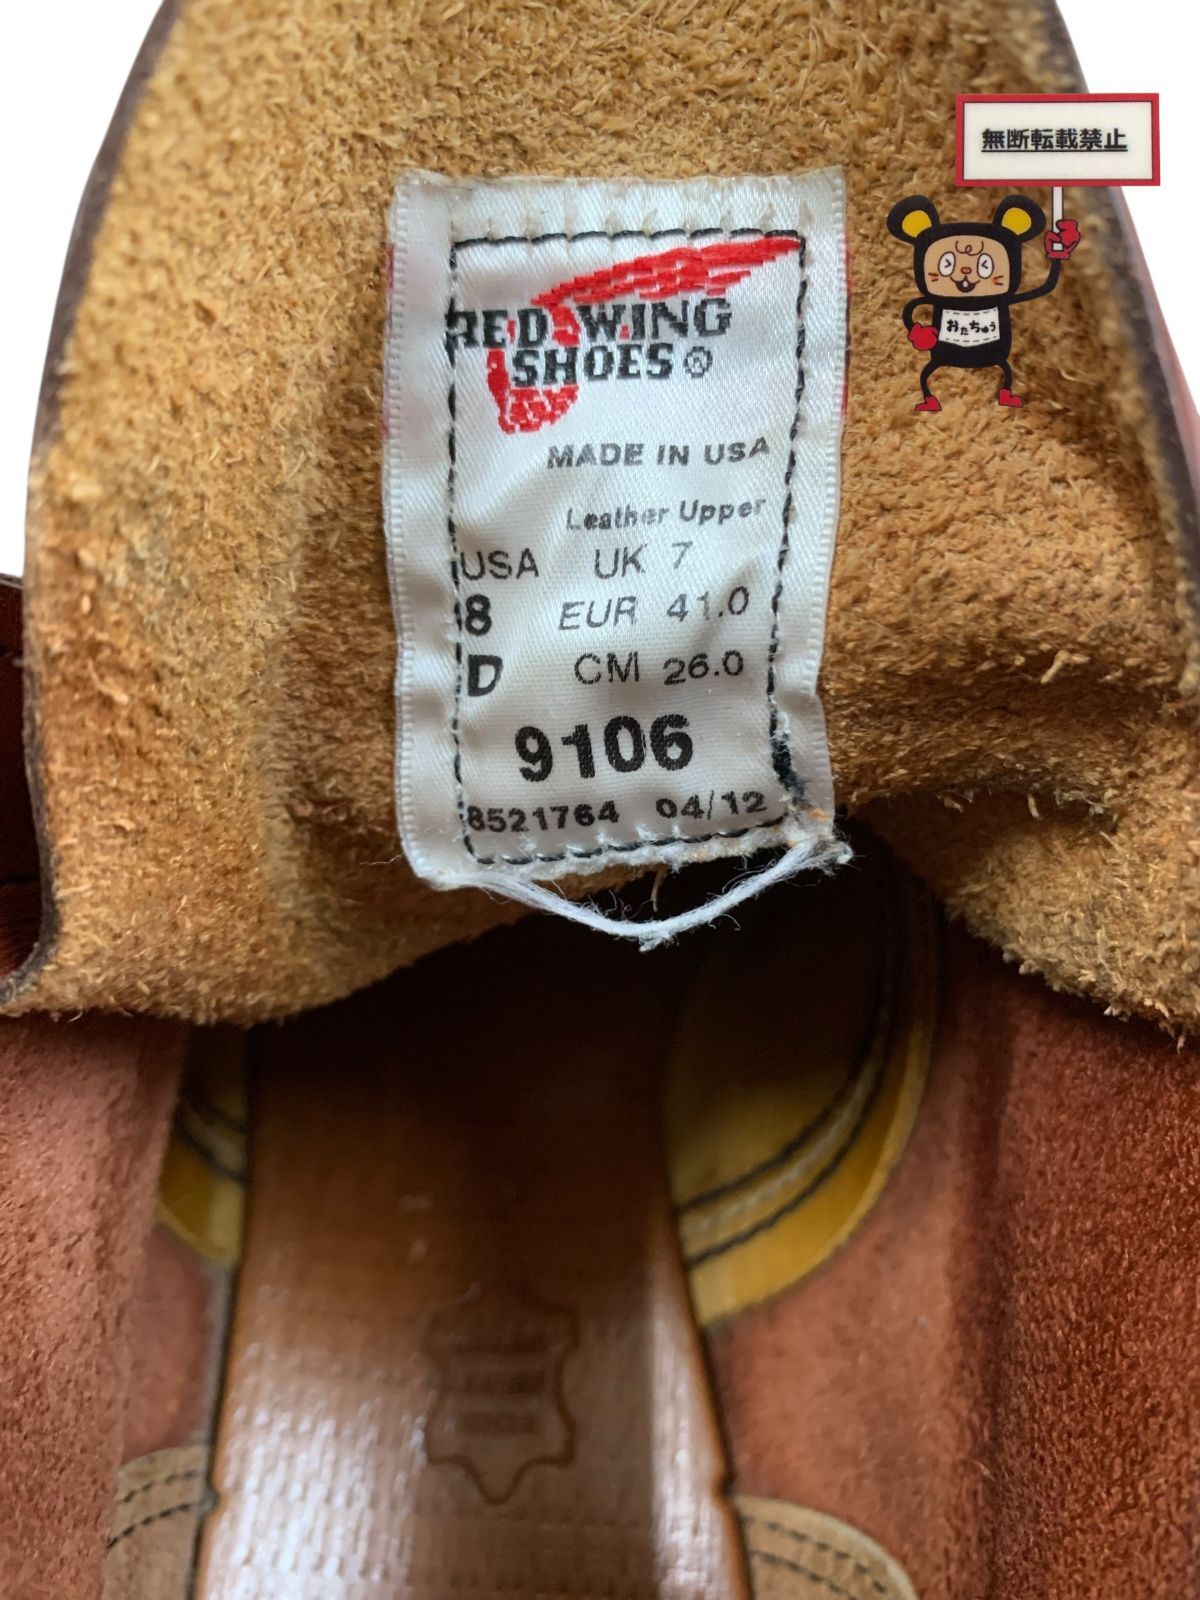 無断転載禁止
おたちゅう
RED WING
SHOES®
MADE IN USA
Leather Upper
USA UK 7
8 EUR 41.0
D CM 26.0
9106
8521764 04/12